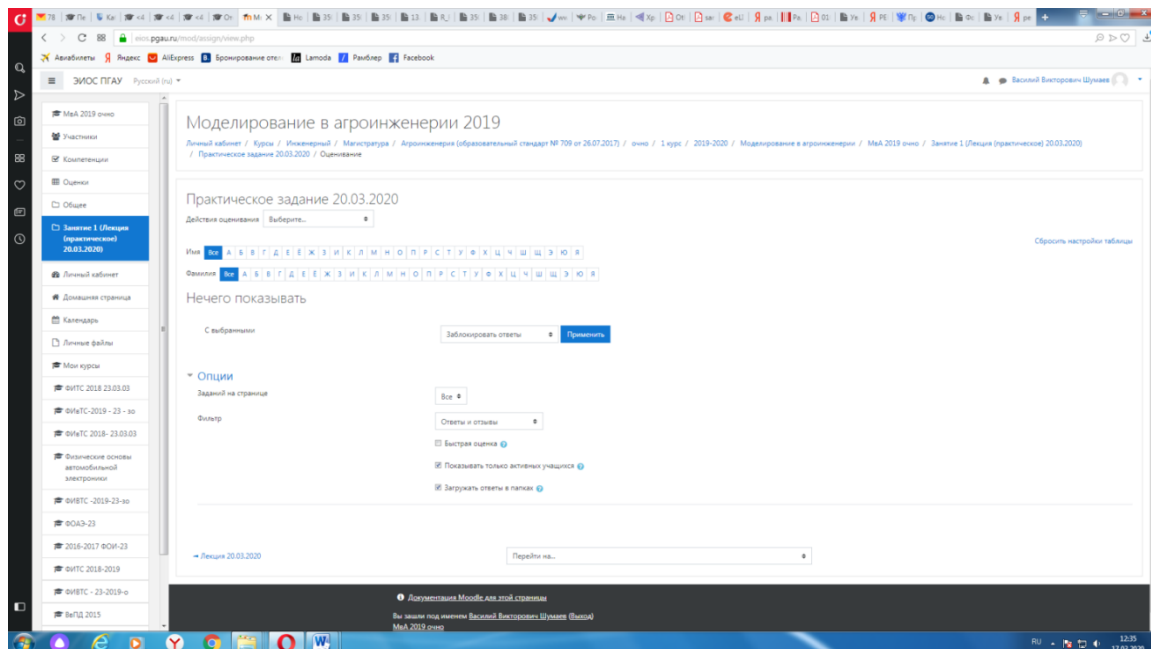 eios.pgau.ru/mod/assign/view.php
Авиабилеты Яндекс AliExpress Бронирование отел Lamoda Рамблер Facebook
ЭИОС ПГАУ Русский (ru)
Василий Викторович Шумаев
МвА 2019 очно
Участники
Компетенции
Оценки
Общее
Занятие 1 (Лекция
(практическое)
20.03.2020)
Личный кабинет
Домашняя страница
Календарь
Личные файлы
Мои курсы
ФИТС 2018 23.03.03
ФИвТС-2019 - 23 - зо
ФИвТС 2018- 23.03.03
Физические основы
автомобильной
электроники
ФИВТС -2019-23-зо
ФОАЭ-23
2016-2017 ФОИ-23
ФИТС 2018-2019
ФИВТС - 23-2019-о
ВвПД 2015
Моделирование в агроинженерии 2019
Личный кабинет / Курсы / Инженерный / Магистратура / Агроинженерия (образовательный стандарт № 709 от 26.07.2017) / очно / 1 курс / 2019-2020 / Моделирование в агроинженерии / МвА 2019 очно / Занятие 1 (Лекция (практическое) 20.03.2020)
/ Практическое задание 20.03.2020 / Оценивание
Практическое задание 20.03.2020
Действия оценивания Выберите...
Сбросить настройки таблицы
Имя Все А Б В Г Д Е Ё Ж З И К Л М Н О П Р С Т У Ф Х Ц Ч Ш Щ Э Ю Я
Фамилия Все А Б В Г Д Е Ё Ж З И К Л М Н О П Р С Т У Ф Х Ц Ч Ш Щ Э Ю Я
Нечего показывать
С выбранными Заблокировать ответы Применить
Опции
Заданий на странице Все
Фильтр Ответы и отзывы
Быстрая оценка
Показывать только активных учащихся
Загружать ответы в папках
→ Лекция 20.03.2020 Перейти на...
Документация Moodle для этой страницы
Вы зашли под именем Василий Викторович Шумаев (Выход)
МвА 2019 очно
RU 12:35
17.03.2020